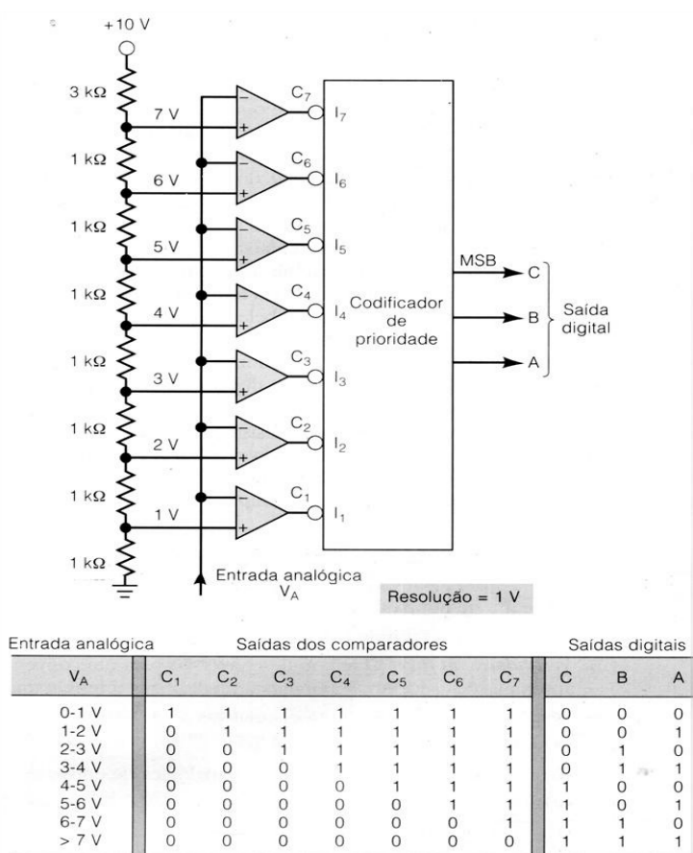 +10 V
3 kΩ
7 V
C7
I7
1 kΩ
6 V
C6
I6
1 kΩ
5 V
C5
I5
1 kΩ
4 V
C4
I4
1 kΩ
3 V
C3
I3
1 kΩ
2 V
C2
I2
1 kΩ
1 V
C1
I1
1 kΩ
Codificador
de
prioridade
MSB
C
B
A
Saída
digital
Entrada analógica
VA
Resolução = 1 V
Entrada analógica Saídas dos comparadores Saídas digitais
VA C1 C2 C3 C4 C5 C6 C7 C B A
0-1 V 1 1 1 1 1 1 1 0 0 0
1-2 V 0 1 1 1 1 1 1 0 0 1
2-3 V 0 0 1 1 1 1 1 0 1 0
3-4 V 0 0 0 1 1 1 1 0 1 1
4-5 V 0 0 0 0 1 1 1 1 0 0
5-6 V 0 0 0 0 0 1 1 1 0 1
6-7 V 0 0 0 0 0 0 1 1 1 0
> 7 V 0 0 0 0 0 0 0 1 1 1